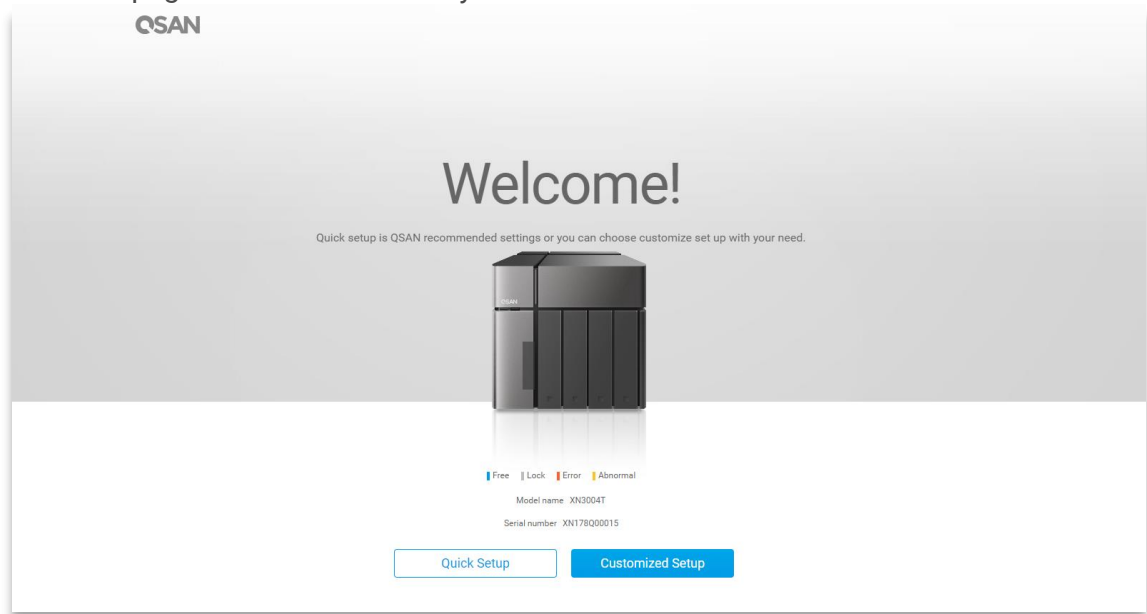 QSAN
Welcome!
Quick setup is QSAN recommended settings or you can choose customize set up with your need.
QSAN
Free Lock Error Abnormal
Model name XN3004T
Serial number XN178Q00015
Quick Setup Customized Setup